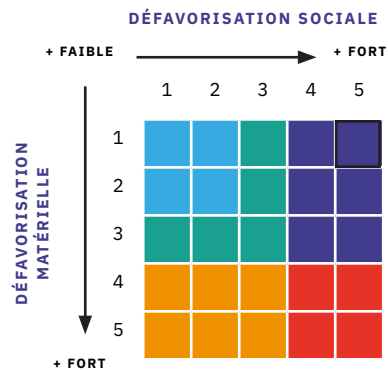 DÉFAVORISATION SOCIALE
+ FAIBLE
+ FORT
1 2 3 4 5
DÉFAVORISATION
MATÉRIELLE
1
2
3
4
5
+ FORT